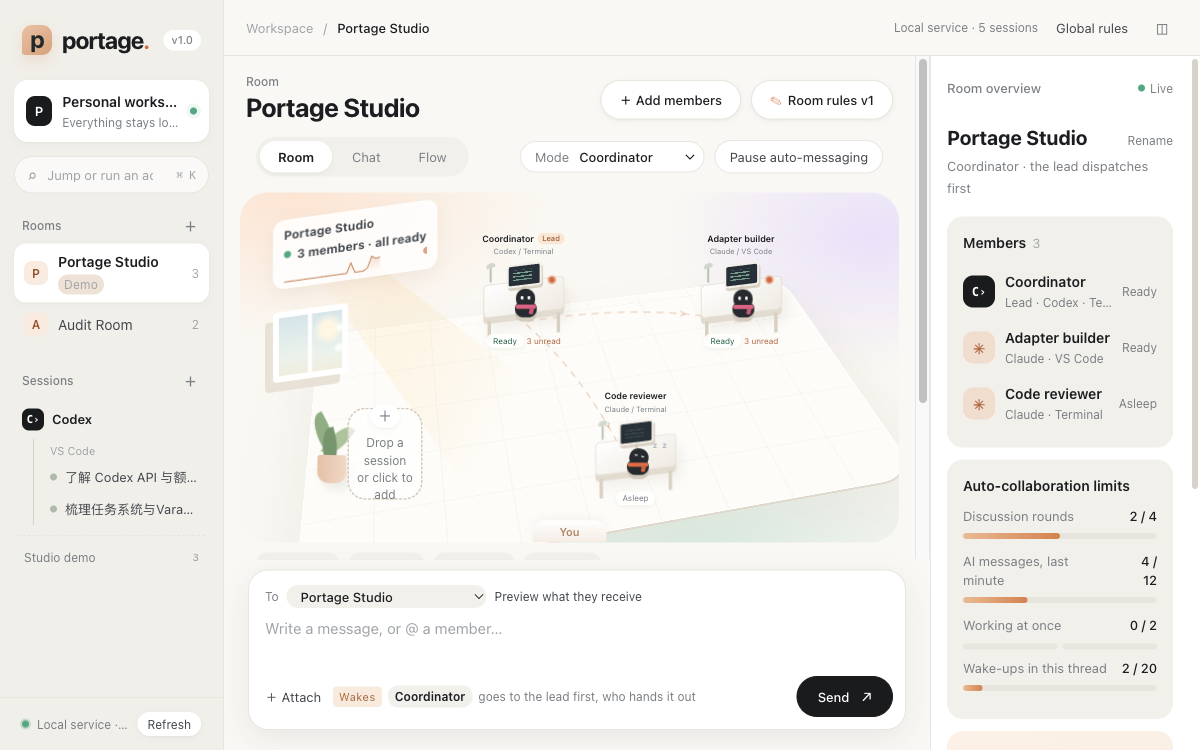 p portage. v1.0
P Personal works...
Everything stays lo...
Jump or run an ac ⌘ K
Rooms +
P Portage Studio 3
Demo
A Audit Room 2
Sessions +
C› Codex
VS Code
了解 Codex API 与额...
梳理任务系统与Vara...
Studio demo 3
Local service ·... Refresh
Workspace / Portage Studio
Local service · 5 sessions Global rules
Room
Portage Studio
+ Add members
✎ Room rules v1
Room Chat Flow
Mode Coordinator
Pause auto-messaging
Portage Studio
3 members · all ready
Coordinator Lead
Codex / Terminal
Ready 3 unread
Adapter builder
Claude / VS Code
Ready 3 unread
Code reviewer
Claude / Terminal
z z
Asleep
+
Drop a
session
or click to
add
You
To Portage Studio Preview what they receive
Write a message, or @ a member...
+ Attach Wakes Coordinator goes to the lead first, who hands it out
Send ↗
Room overview Live
Portage Studio Rename
Coordinator · the lead dispatches
first
Members 3
C› Coordinator Ready
Lead · Codex · Te...
Adapter builder Ready
Claude · VS Code
Code reviewer Asleep
Claude · Terminal
Auto-collaboration limits
Discussion rounds 2 / 4
AI messages, last 4 /
minute 12
Working at once 0 / 2
Wake-ups in this thread 2 / 20